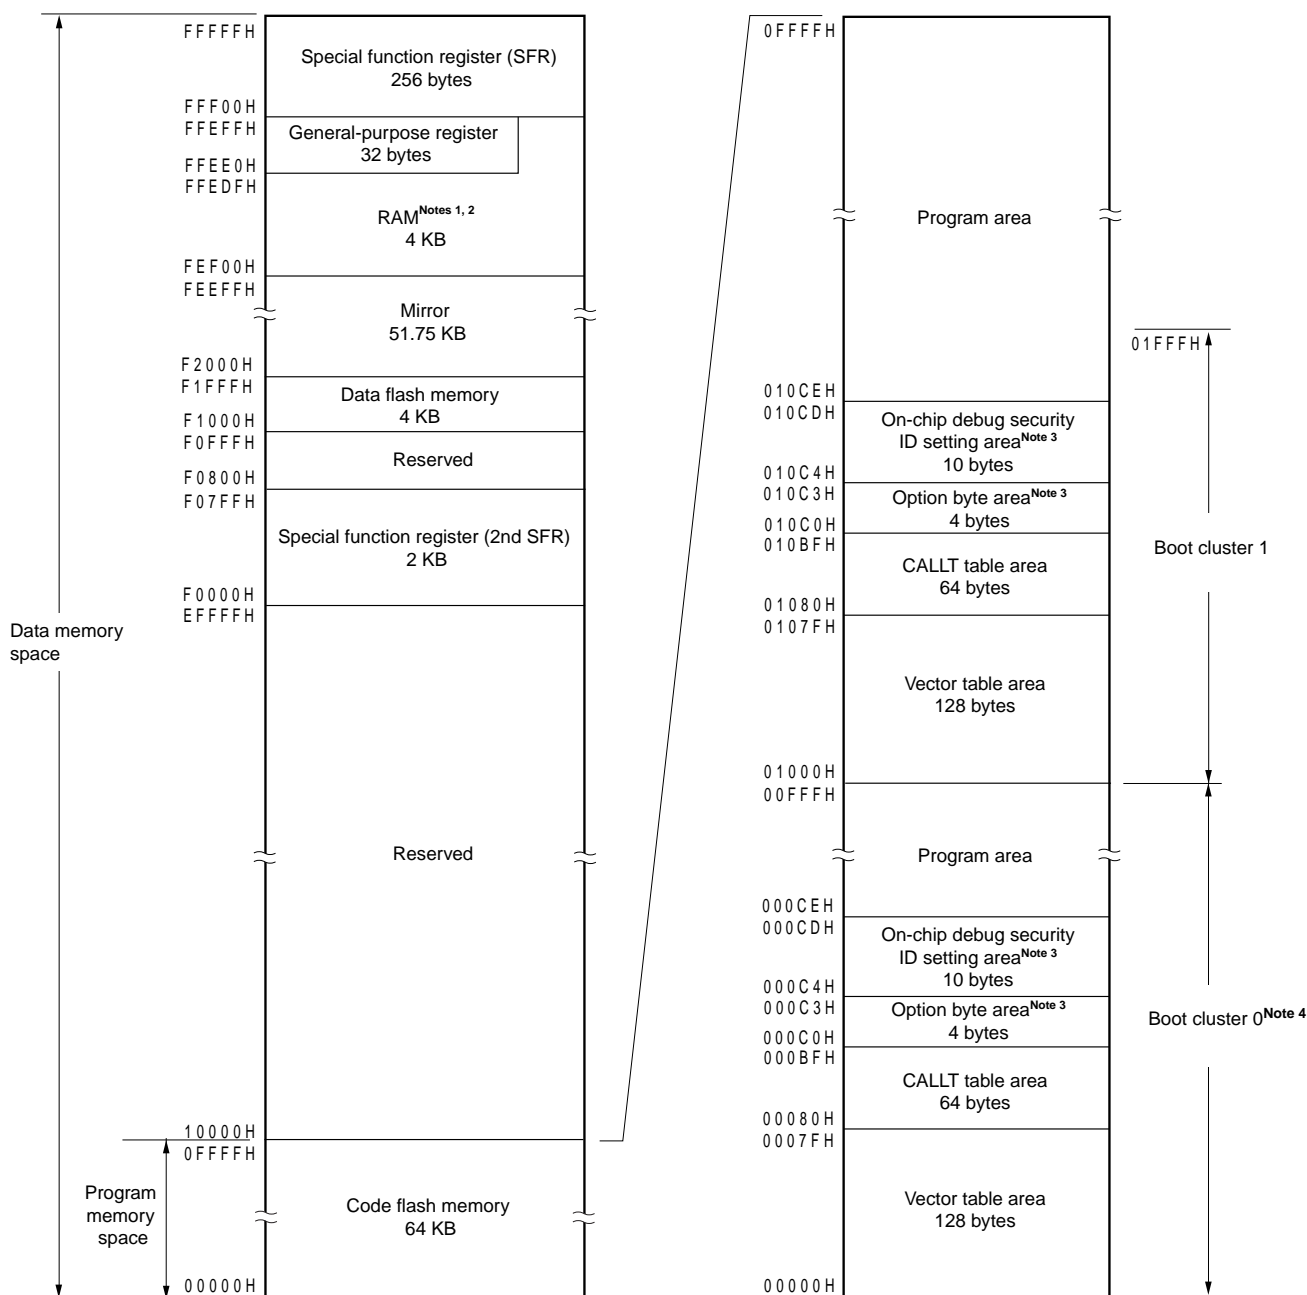 FFFFFH
Special function register (SFR)
256 bytes
FFF00H
FFEFFH
General-purpose register
32 bytes
FFEE0H
FFEDFH
RAMNotes 1, 2
4 KB
FEF00H
FEEFFH
Mirror
51.75 KB
F2000H
F1FFFH
Data flash memory
4 KB
F1000H
F0FFFH
Reserved
F0800H
F07FFH
Special function register (2nd SFR)
2 KB
F0000H
EFFFFH
Data memory
space
Reserved
10000H
0FFFFH
Program
memory
space
Code flash memory
64 KB
00000H
0FFFFH
Program area
01FFFH
010CEH
010CDH
On-chip debug security
ID setting areaNote 3
10 bytes
010C4H
010C3H
Option byte areaNote 3
4 bytes
010C0H
010BFH
CALLT table area
64 bytes
Boot cluster 1
01080H
0107FH
Vector table area
128 bytes
01000H
00FFFH
Program area
000CEH
000CDH
On-chip debug security
ID setting areaNote 3
10 bytes
000C4H
000C3H
Option byte areaNote 3
4 bytes
Boot cluster 0Note 4
000C0H
000BFH
CALLT table area
64 bytes
00080H
0007FH
Vector table area
128 bytes
00000H